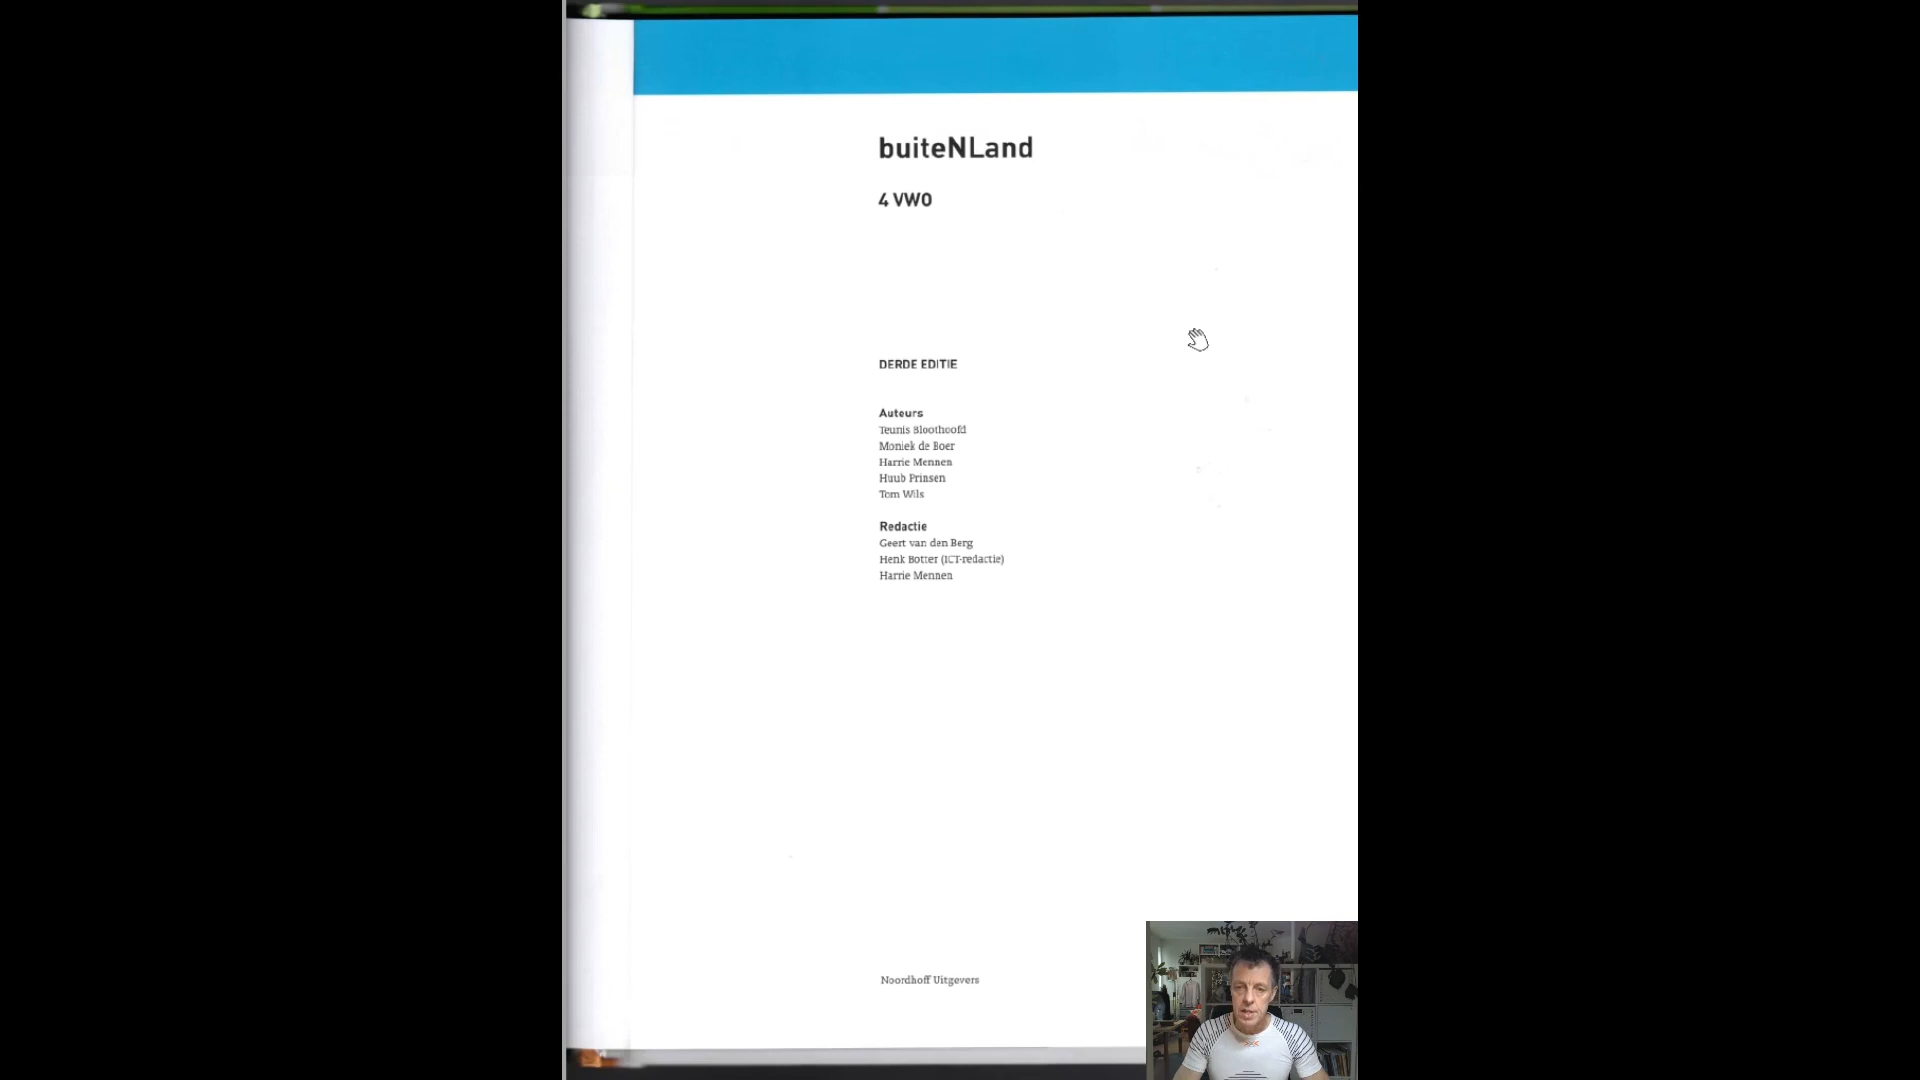 buiteNLand
4 VWO
DERDE EDITIE
Auteurs
Teunis Bloothoofd
Moniek de Boer
Harrie Mennen
Huub Prinsen
Tom Wils
Redactie
Geert van den Berg
Henk Botter (ICT-redactie)
Harrie Mennen
Noordhoff Uitgevers